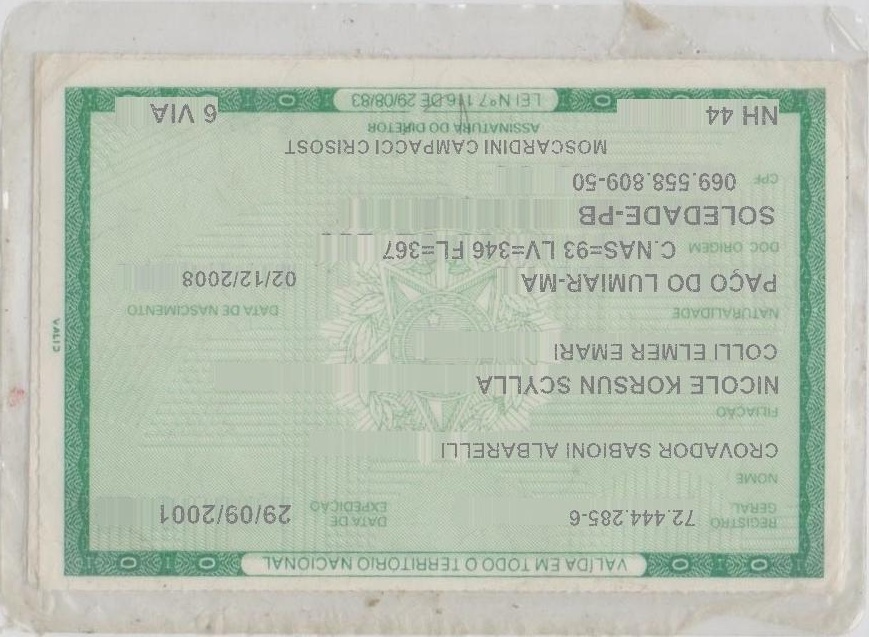 VALIDA EM TODO O TERRITORIO NACIONAL
REGISTRO GERAL 72.444.285-6 DATA DE EXPEDIÇÃO 29/09/2001
NOME
CROVADOR SABIONI ALBARELLI
FILIAÇÃO
NICOLE KORSUN SCYLLA
COLLI ELMER EMARI
NATURALIDADE DATA DE NASCIMENTO
PAÇO DO LUMIAR-MA 02/12/2008
DOC ORIGEM C.NAS=93 LV=346 FL=367
SOLEDADE-PB
CPF 069.558.809-50
MOSCARDINI CAMPACCI CRISOST
ASSINATURA DO DIRETOR
NH 44 6 VIA
LEI Nº 7.116 DE 29/08/83